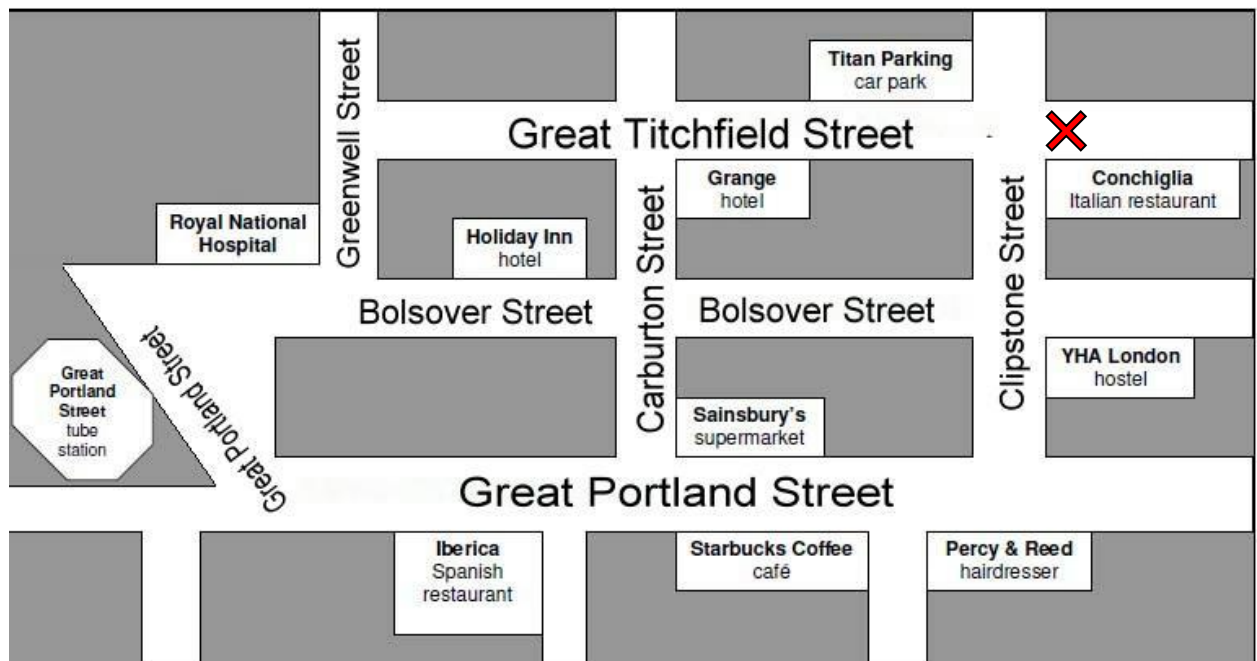 Titan Parking
car park
Greenwell Street
Great Titchfield Street
Grange
hotel
Conchiglia
Italian restaurant
Royal National
Hospital
Holiday Inn
hotel
Carburton Street
Clipstone Street
Bolsover Street
Bolsover Street
Great Portland Street
Great
Portland
Street
tube
station
YHA London
hostel
Sainsbury's
supermarket
Great Portland Street
Iberica
Spanish
restaurant
Starbucks Coffee
café
Percy & Reed
hairdresser